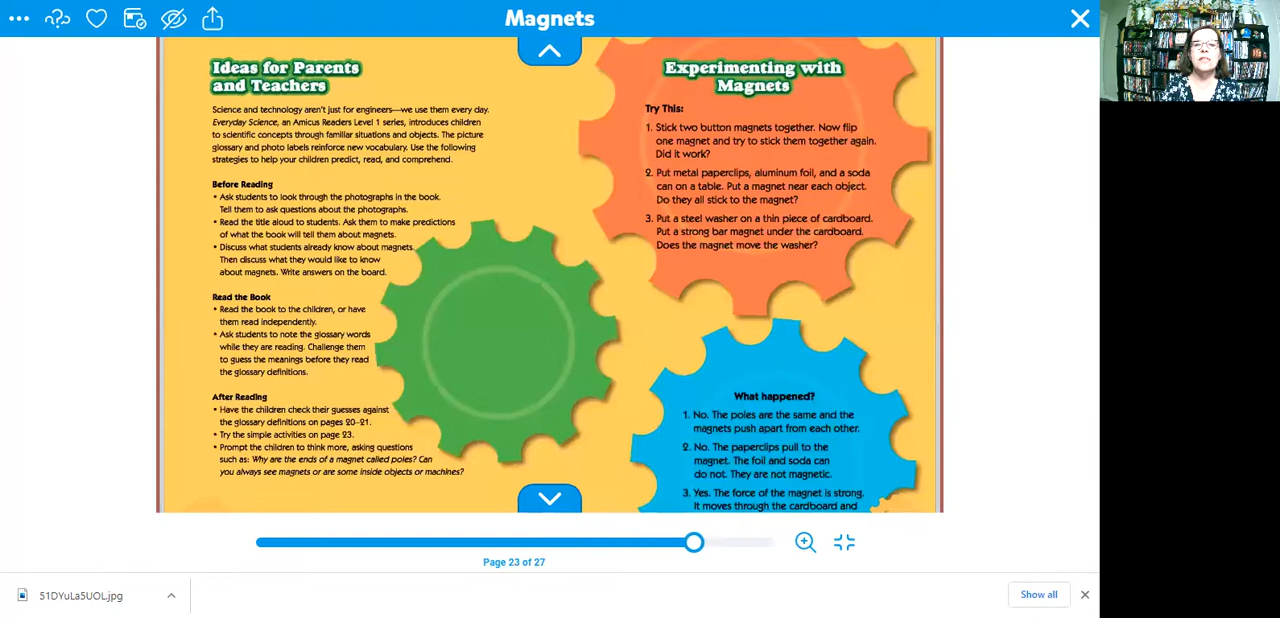 Magnets
Ideas for Parents
and Teachers
Science and technology aren't just for engineers—we use them every day.
Everyday Science, an Amicus Readers Level 1 series, introduces children
to scientific concepts through familiar situations and objects. The picture
glossary and photo labels reinforce new vocabulary. Use the following
strategies to help your children predict, read, and comprehend.
Before Reading
• Ask students to look through the photographs in the book.
Tell them to ask questions about the photographs.
• Read the title aloud to students. Ask them to make predictions
of what the book will tell them about magnets.
• Discuss what students already know about magnets.
Then discuss what they would like to know
about magnets. Write answers on the board.
Read the Book
• Read the book to the children, or have
them read independently.
• Ask students to note the glossary words
while they are reading. Challenge them
to guess the meanings before they read
the glossary definitions.
After Reading
• Have the children check their guesses against
the glossary definitions on pages 20–21.
• Try the simple activities on page 23.
• Prompt the children to think more, asking questions
such as: Why are the ends of a magnet called poles? Can
you always see magnets or are some inside objects or machines?
Experimenting with
Magnets
Try This:
1. Stick two button magnets together. Now flip
one magnet and try to stick them together again.
Did it work?
2. Put metal paperclips, aluminum foil, and a soda
can on a table. Put a magnet near each object.
Do they all stick to the magnet?
3. Put a steel washer on a thin piece of cardboard.
Put a strong bar magnet under the cardboard.
Does the magnet move the washer?
What happened?
1. No. The poles are the same and the
magnets push apart from each other.
2. No. The paperclips pull to the
magnet. The foil and soda can
do not. They are not magnetic.
3. Yes. The force of the magnet is strong.
It moves through the cardboard and
Page 23 of 27
51DYuLa5UOL.jpg
Show all